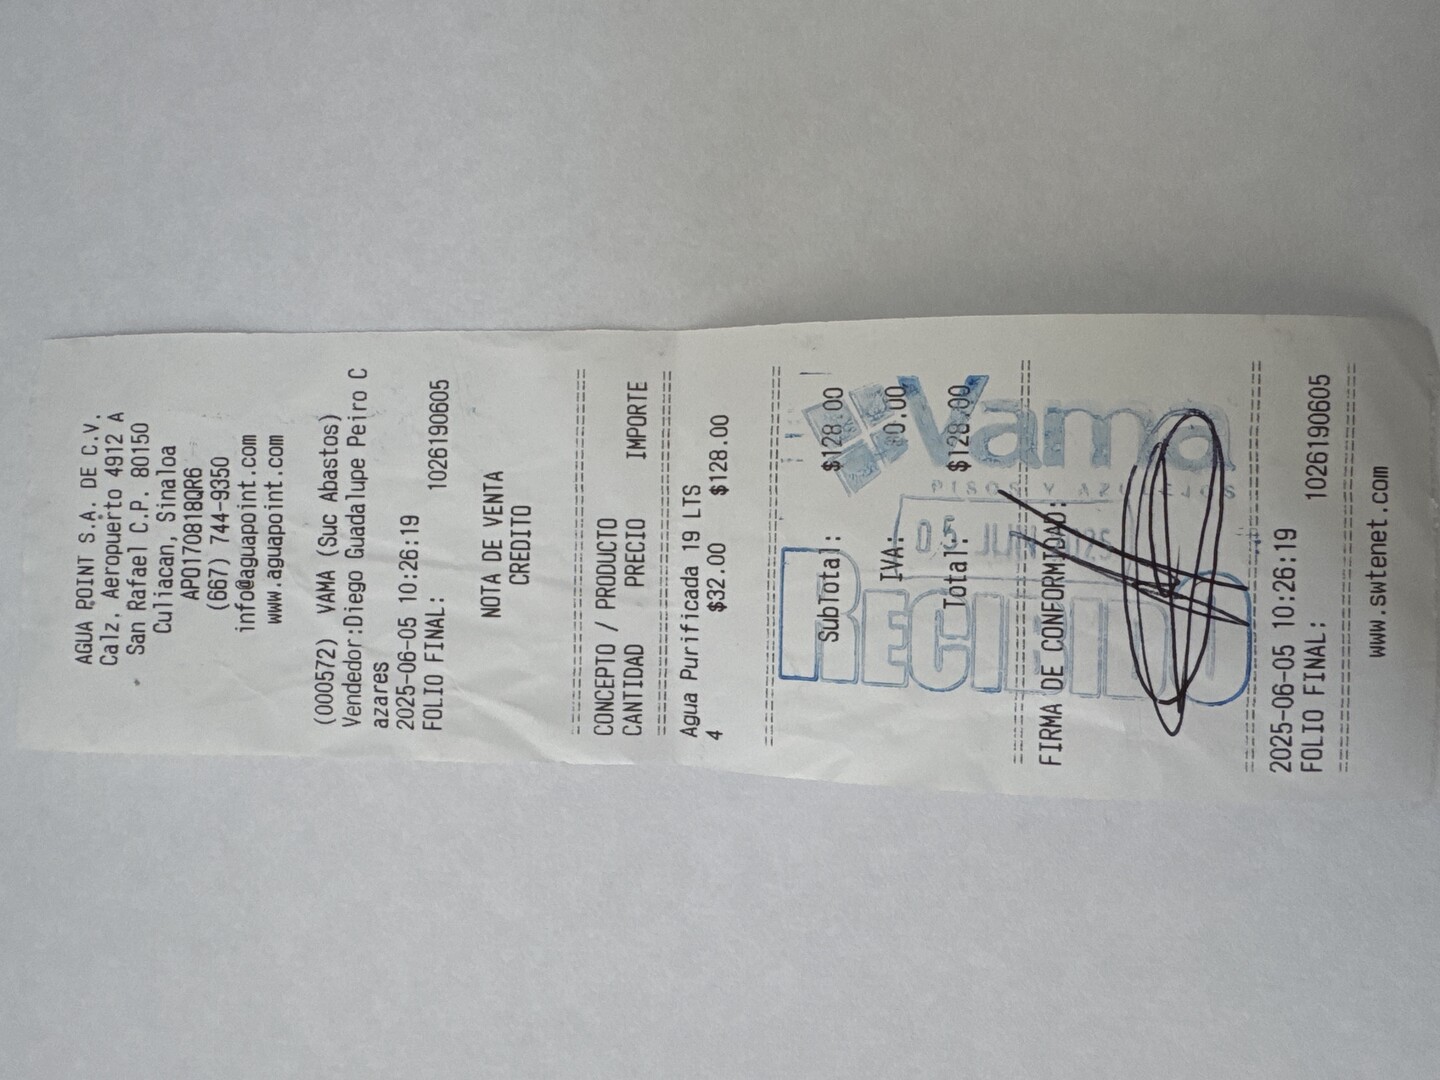 AGUA POINT S.A. DE C.V.
Calz. Aeropuerto 4912 A
San Rafael C.P. 80150
Culiacan, Sinaloa
APO170818QR6
(667) 744-9350
info@aguapoint.com
www.aguapoint.com
(000572) VAMA (Suc Abastos)
Vendedor:Diego Guadalupe Peiro C
azares
2025-06-05 10:26:19
FOLIO FINAL: 1026190605
NOTA DE VENTA
CREDITO
================================
CONCEPTO / PRODUCTO
CANTIDAD PRECIO IMPORTE
================================
Agua Purificada 19 LTS
4 $32.00 $128.00
================================
SubTotal: $128.00
IVA: $0.00
Total: $128.00
Vama
PISOS Y AZULEJOS
05 JUN 2025
RECIBIDO
================================
FIRMA DE CONFORMIDAD:
================================
2025-06-05 10:26:19
FOLIO FINAL: 1026190605
================================
www.swtenet.com